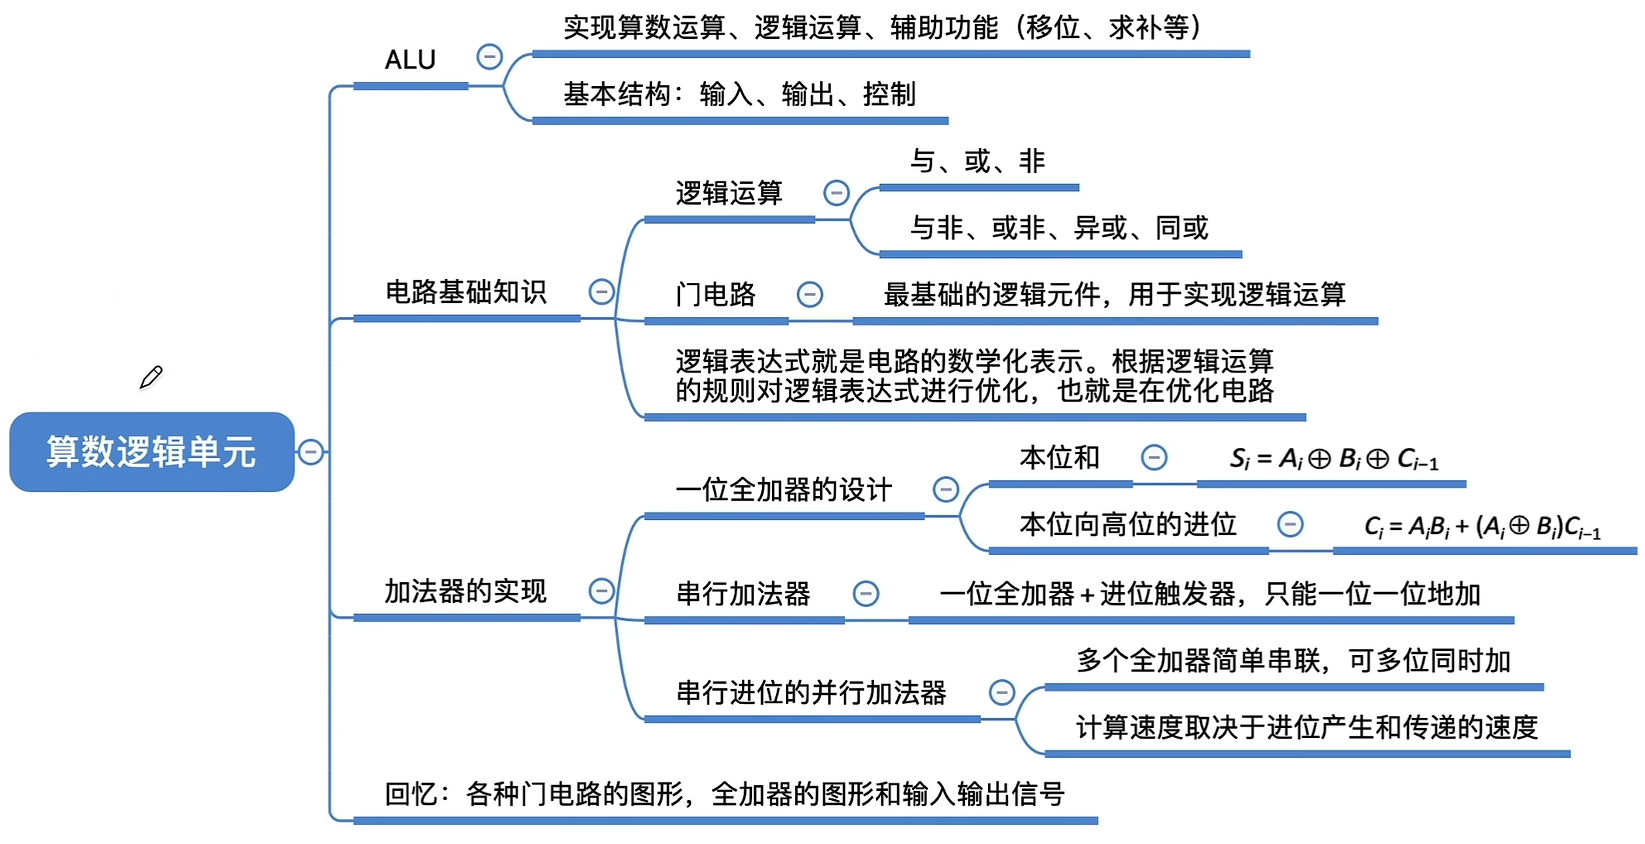 实现算数运算、逻辑运算、辅助功能（移位、求补等）
ALU
基本结构：输入、输出、控制
与、或、非
逻辑运算
与非、或非、异或、同或
电路基础知识
门电路
最基础的逻辑元件，用于实现逻辑运算
逻辑表达式就是电路的数学化表示。根据逻辑运算
的规则对逻辑表达式进行优化，也就是在优化电路
算数逻辑单元
本位和
Sᵢ = Aᵢ ⊕ Bᵢ ⊕ Cᵢ₋₁
一位全加器的设计
本位向高位的进位
Cᵢ = AᵢBᵢ + (Aᵢ ⊕ Bᵢ)Cᵢ₋₁
加法器的实现
串行加法器
一位全加器+进位触发器，只能一位一位地加
多个全加器简单串联，可多位同时加
串行进位的并行加法器
计算速度取决于进位产生和传递的速度
回忆：各种门电路的图形，全加器的图形和输入输出信号